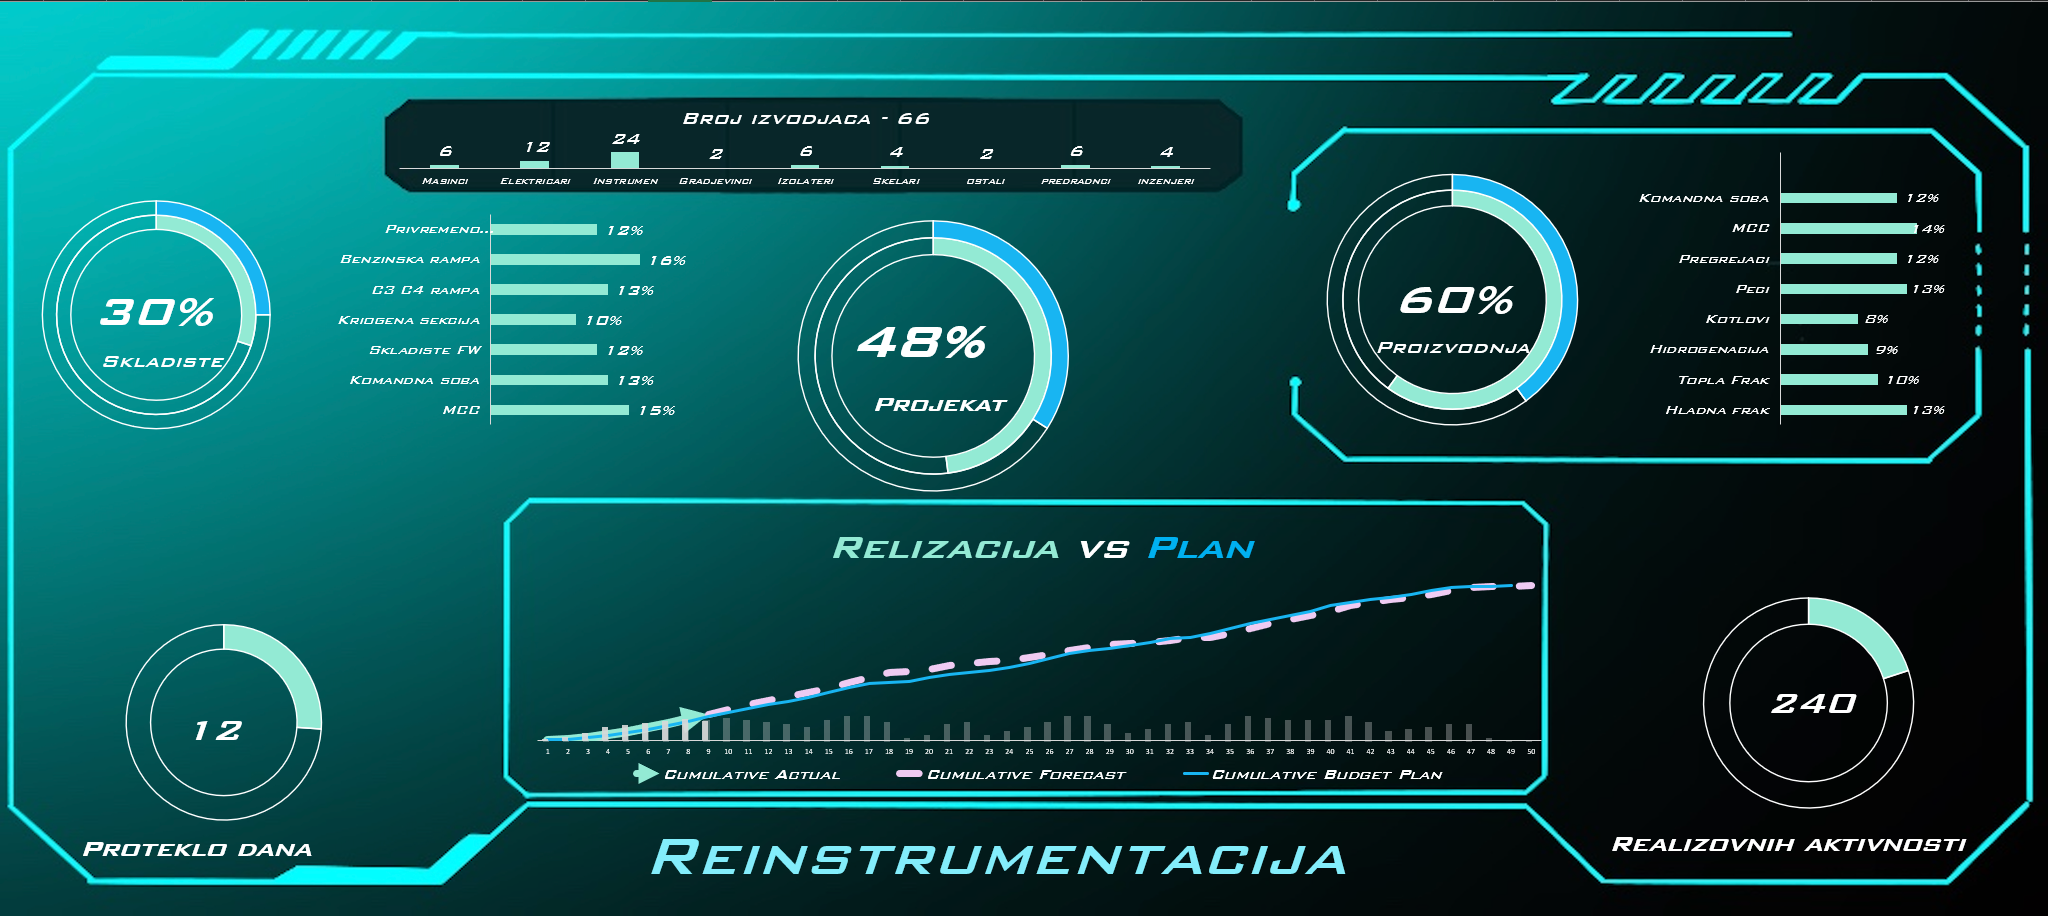 BROJ IZVODJACA - 66
6 12 24 2 6 4 2 6 4
MASINCI ELEKTRICARI INSTRUMEN GRADJEVINCI IZOLATERI SKELARI OSTALI PREDRADNCI INZENJERI
30%
SKLADISTE
PRIVREMENO... 12%
BENZINSKA RAMPA 16%
C3 C4 RAMPA 13%
KRIOGENA SEKCIJA 10%
SKLADISTE FW 12%
KOMANDNA SOBA 13%
MCC 15%
48%
PROJEKAT
60%
PROIZVODNJA
KOMANDNA SOBA 12%
MCC 14%
PREGREJACI 12%
PECI 13%
KOTLOVI 8%
HIDROGENACIJA 9%
TOPLA FRAK 10%
HLADNA FRAK 13%
RELIZACIJA VS PLAN
1 2 3 4 5 6 7 8 9 10 11 12 13 14 15 16 17 18 19 20 21 22 23 24 25 26 27 28 29 30 31 32 33 34 35 36 37 38 39 40 41 42 43 44 45 46 47 48 49 50
CUMULATIVE ACTUAL CUMULATIVE FORECAST CUMULATIVE BUDGET PLAN
12
PROTEKLO DANA
240
REALIZOVNIH AKTIVNOSTI
REINSTRUMENTACIJA